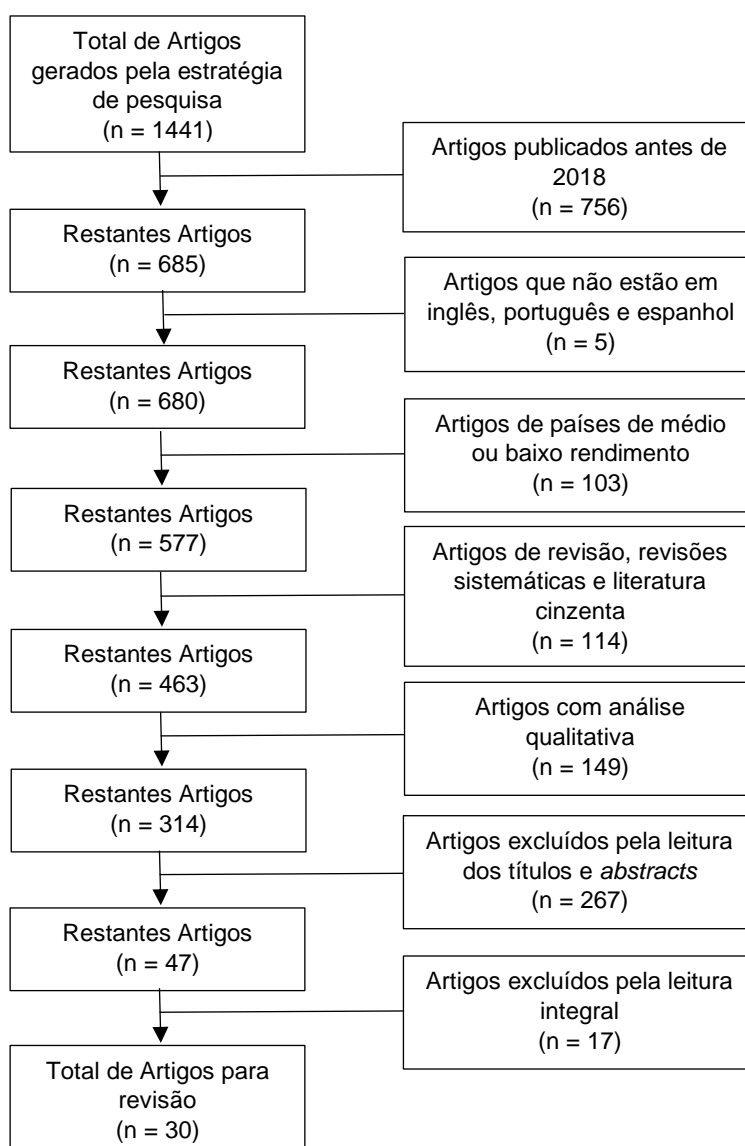 Total de Artigos
gerados pela estratégia
de pesquisa
(n = 1441)
Artigos publicados antes de
2018
(n = 756)
Restantes Artigos
(n = 685)
Artigos que não estão em
inglês, português e espanhol
(n = 5)
Restantes Artigos
(n = 680)
Artigos de países de médio
ou baixo rendimento
(n = 103)
Restantes Artigos
(n = 577)
Artigos de revisão, revisões
sistemáticas e literatura
cinzenta
(n = 114)
Restantes Artigos
(n = 463)
Artigos com análise
qualitativa
(n = 149)
Restantes Artigos
(n = 314)
Artigos excluídos pela leitura
dos títulos e abstracts
(n = 267)
Restantes Artigos
(n = 47)
Artigos excluídos pela leitura
integral
(n = 17)
Total de Artigos para
revisão
(n = 30)